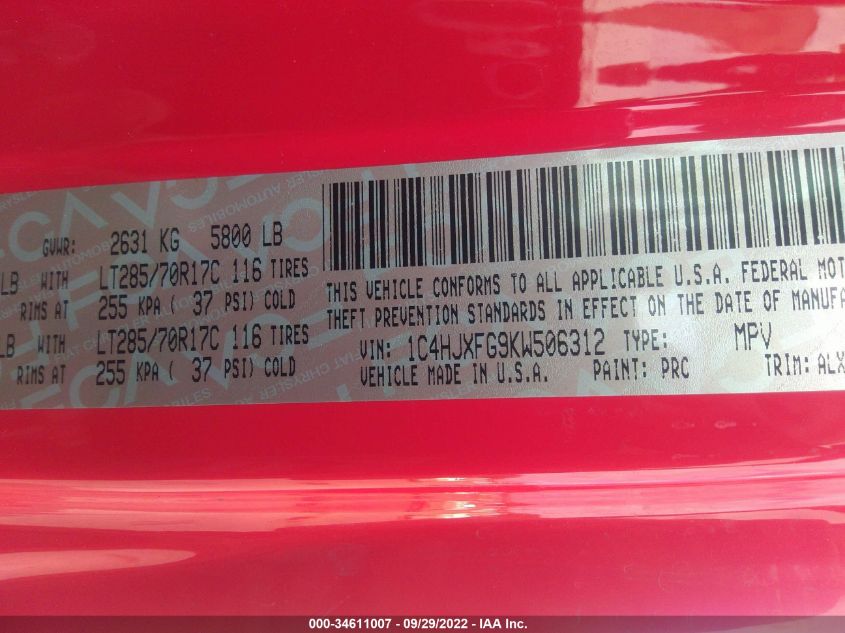 GVWR: 2631 KG 5800 LB
LB WITH LT285/70R17C 116 TIRES
RIMS AT 255 KPA ( 37 PSI) COLD
LB WITH LT285/70R17C 116 TIRES
RIMS AT 255 KPA ( 37 PSI) COLD
THIS VEHICLE CONFORMS TO ALL APPLICABLE U.S.A. FEDERAL MOT
THEFT PREVENTION STANDARDS IN EFFECT ON THE DATE OF MANUFA
VIN: 1C4HJXFG9KW506312 TYPE: MPV
VEHICLE MADE IN U.S.A. PAINT: PRC TRIM: ALX
000-34611007 - 09/29/2022 - IAA Inc.